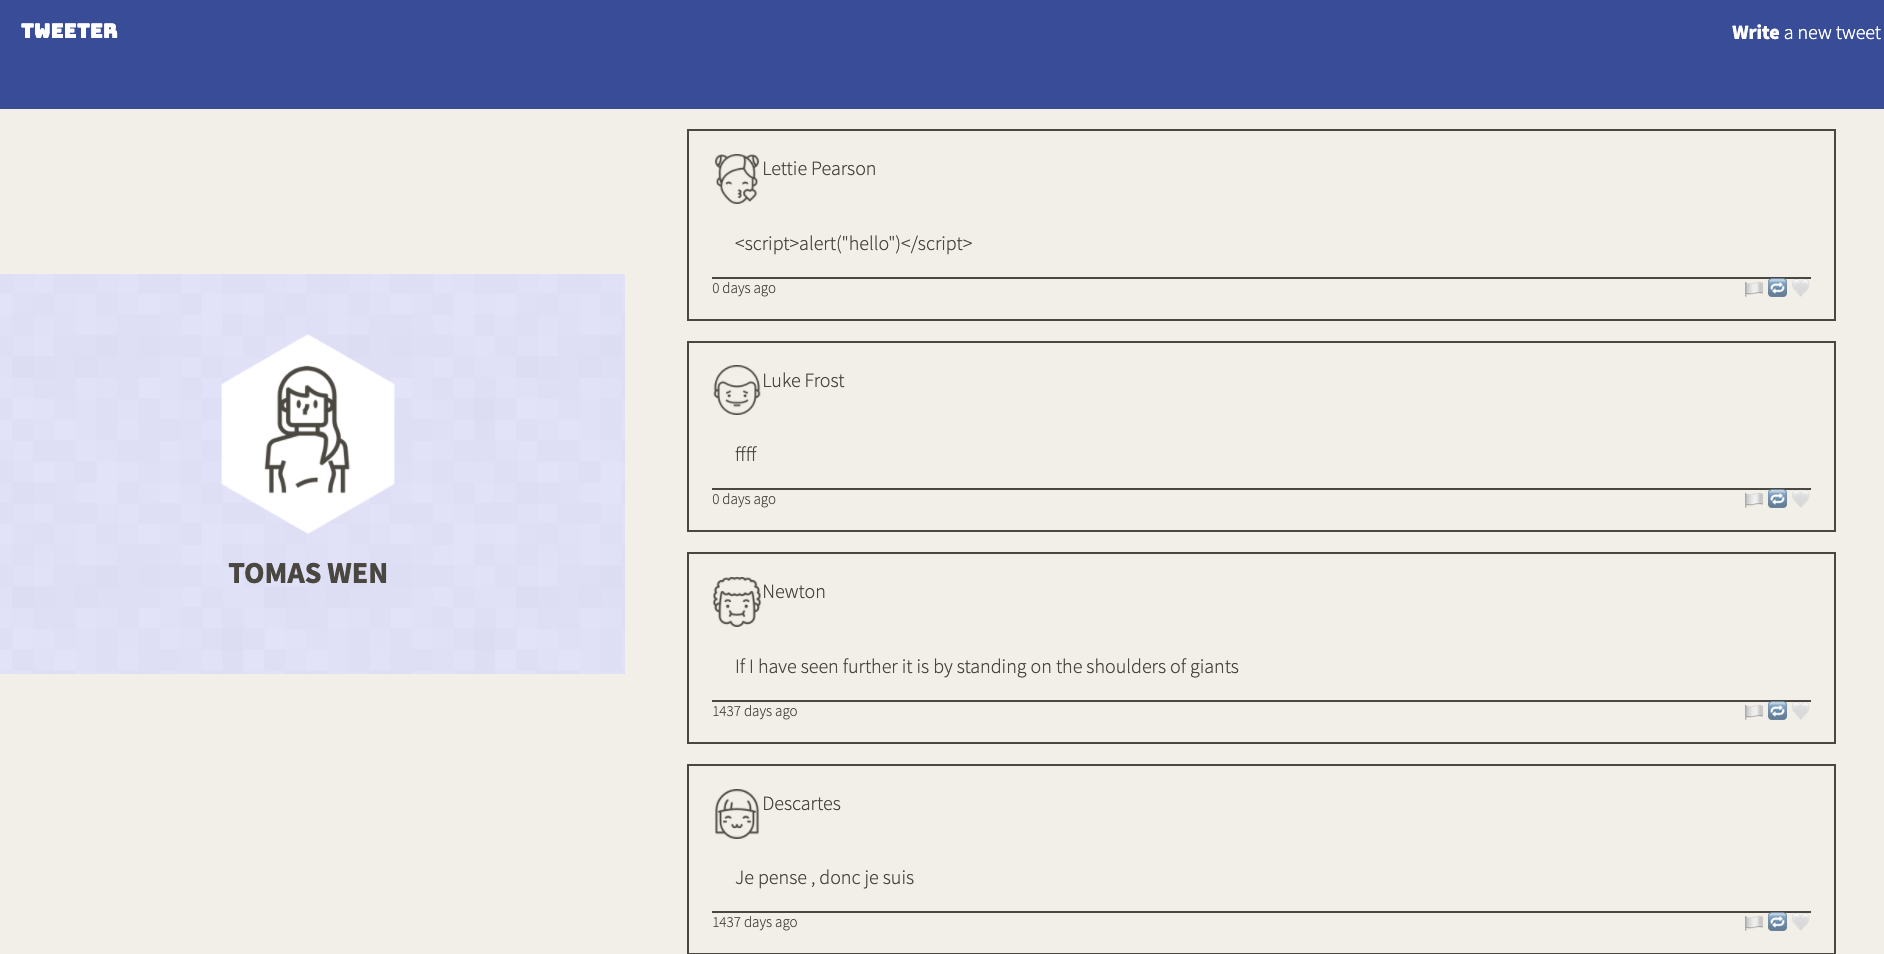 TWEETER
Write a new tweet
TOMAS WEN
Lettie Pearson
<script>alert("hello")</script>
0 days ago
Luke Frost
ffff
0 days ago
Newton
If I have seen further it is by standing on the shoulders of giants
1437 days ago
Descartes
Je pense , donc je suis
1437 days ago